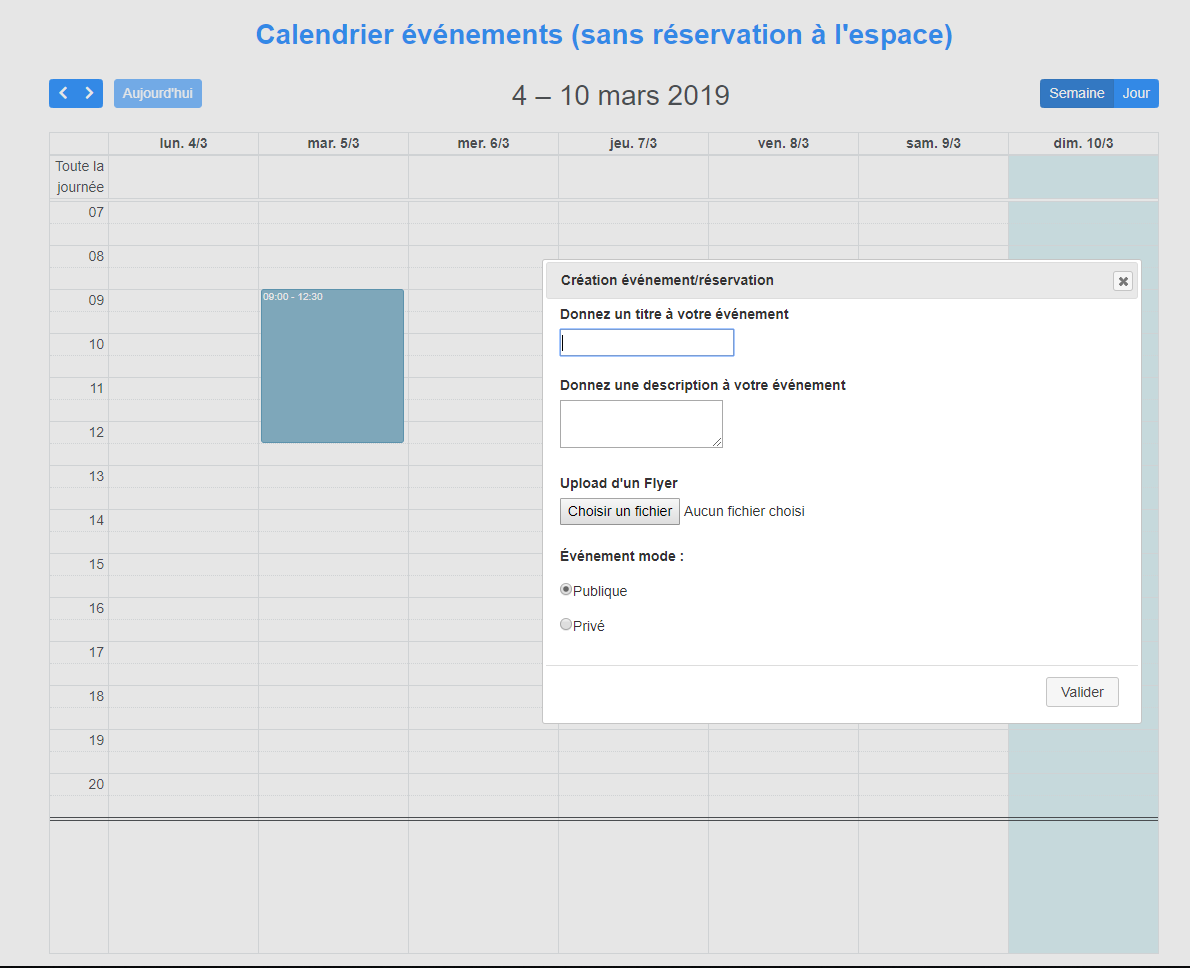 Calendrier événements (sans réservation à l'espace)
Aujourd'hui
4 – 10 mars 2019
Semaine Jour
lun. 4/3 mar. 5/3 mer. 6/3 jeu. 7/3 ven. 8/3 sam. 9/3 dim. 10/3
Toute la
journée
07
08
09
09:00 - 12:30
10
11
12
13
14
15
16
17
18
19
20
Création événement/réservation
Donnez un titre à votre événement
Donnez une description à votre événement
Upload d'un Flyer
Choisir un fichier Aucun fichier choisi
Événement mode :
Publique
Privé
Valider